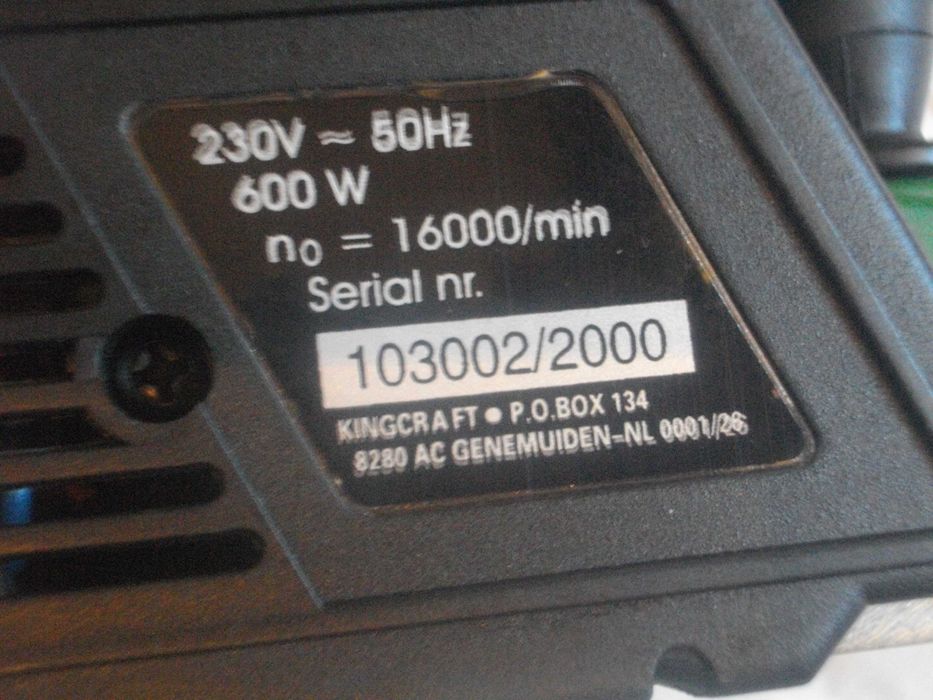 230V ≈ 50Hz
600 W
n₀ = 16000/min
Serial nr.
103002/2000
KINGCRAFT ● P.O.BOX 134
8280 AC GENEMUIDEN-NL 0001/26